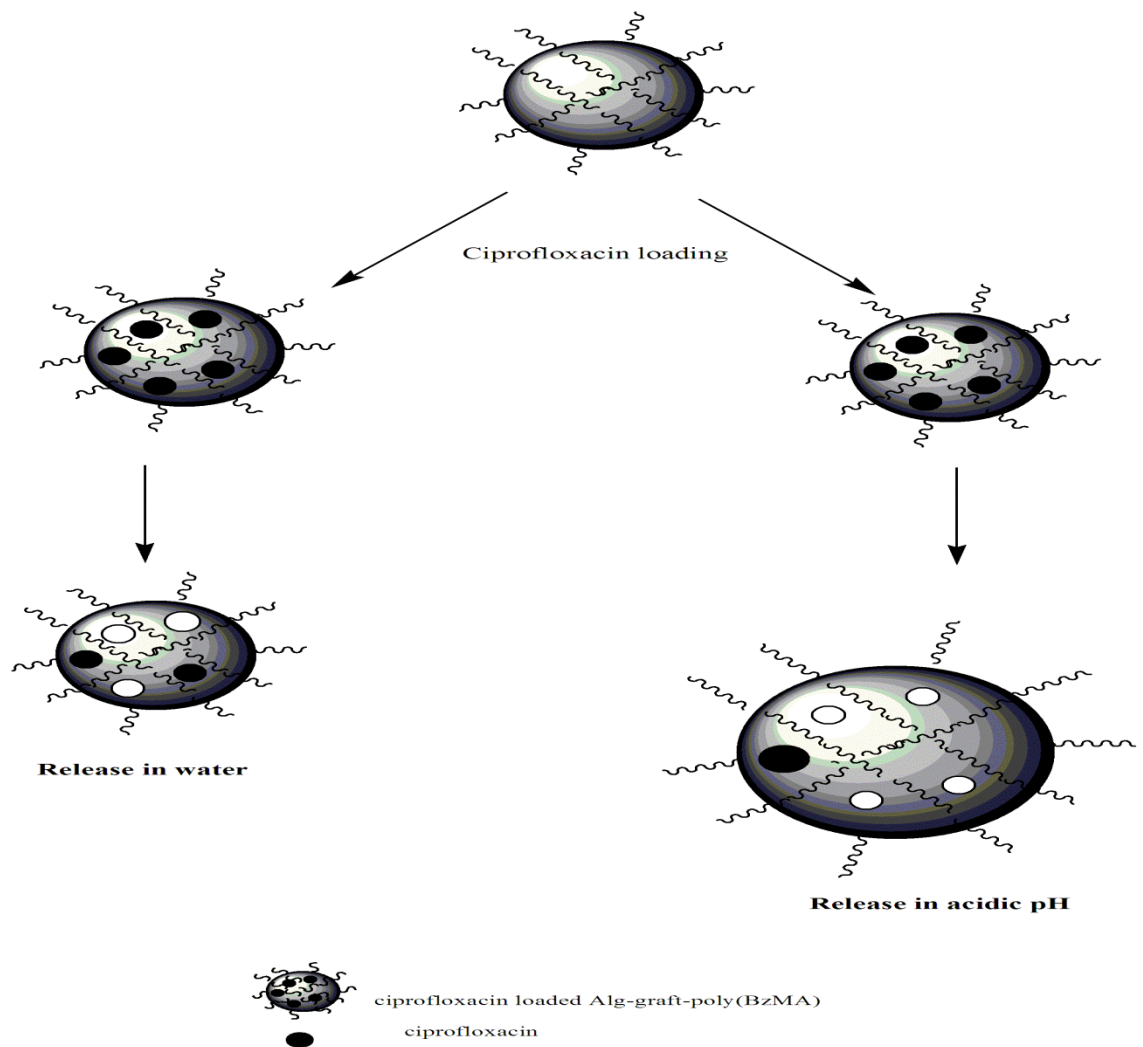 Ciprofloxacin loading
Release in water
Release in acidic pH
ciprofloxacin loaded Alg-graft-poly(BzMA)
ciprofloxacin